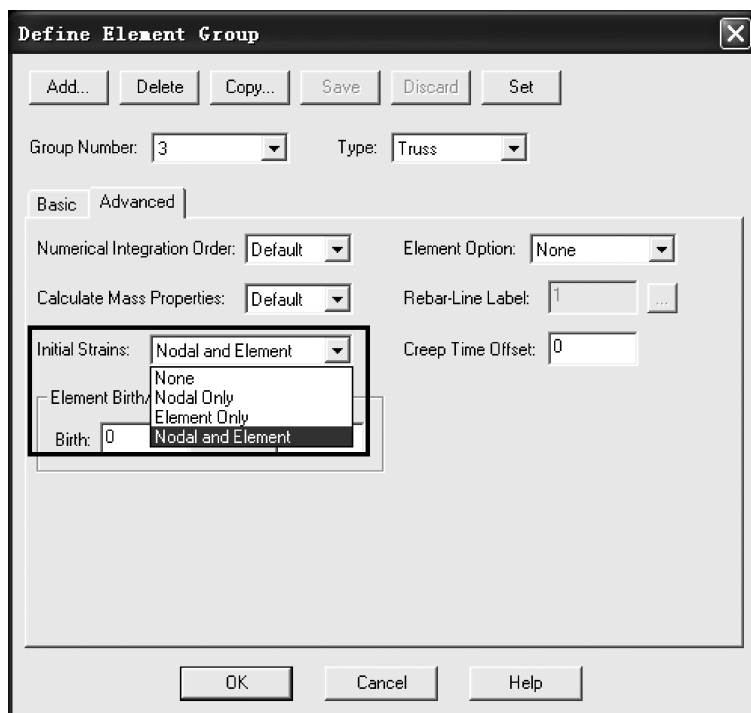 Define Element Group
Add... Delete Copy... Save Discard Set
Group Number: 3 Type: Truss
Basic Advanced
Numerical Integration Order: Default Element Option: None
Calculate Mass Properties: Default Rebar-Line Label: 1 ...
Initial Strains: Nodal and Element Creep Time Offset: 0
None
Element Birth/ Nodal Only
Element Only
Birth: 0 Nodal and Element
OK Cancel Help